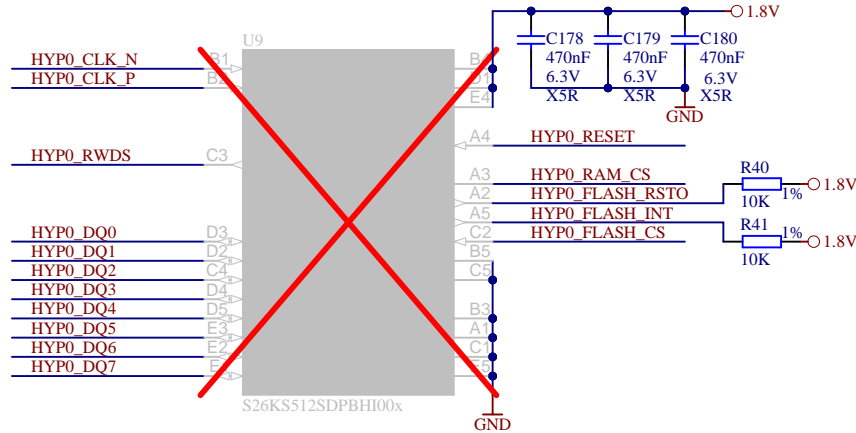 U9
1.8V
HYP0_CLK_N
B1
HYP0_CLK_P
B2
HYP0_RWDS
C3
HYP0_DQ0
D3
HYP0_DQ1
D2
HYP0_DQ2
C4
HYP0_DQ3
D4
HYP0_DQ4
D5
HYP0_DQ5
E3
HYP0_DQ6
E2
HYP0_DQ7
B4
D1
E4
C178
470nF
6.3V
X5R
C179
470nF
6.3V
X5R
C180
470nF
6.3V
X5R
GND
A4
HYP0_RESET
A3
HYP0_RAM_CS
A2
HYP0_FLASH_RSTO
A5
HYP0_FLASH_INT
C2
HYP0_FLASH_CS
R40
1%
10K
1.8V
R41
1%
10K
1.8V
B5
C5
B3
A1
C1
E5
GND
S26KS512SDPBHI00x